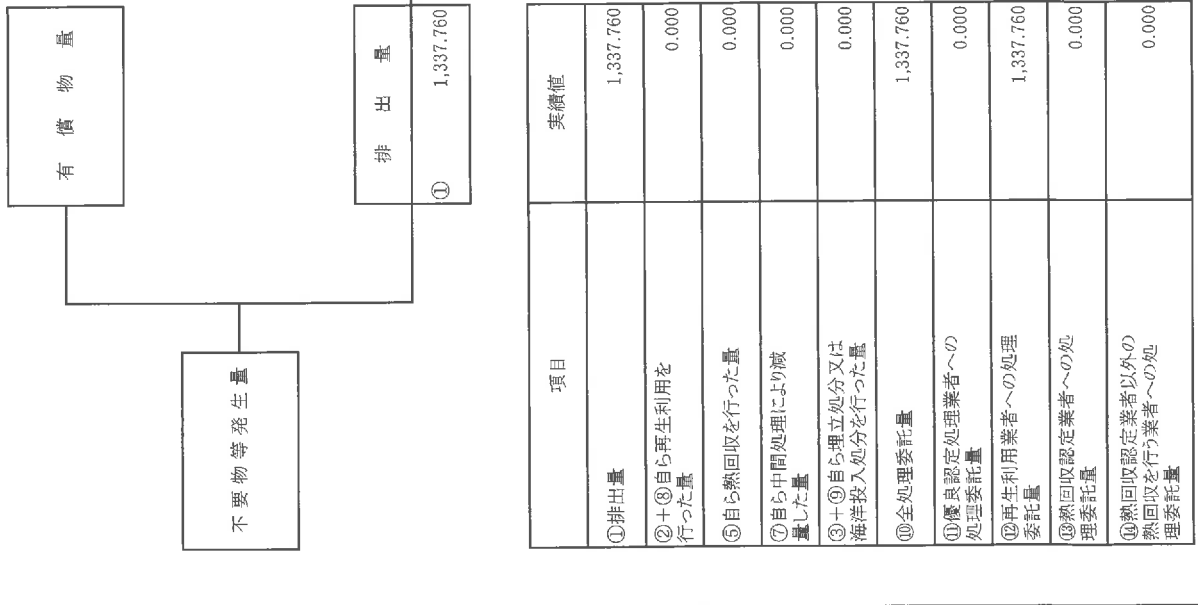 有償物量
不要物等発生量
排出量
① 1,337.760
項目 実績値
①排出量 1,337.760
②+⑧自ら再生利用を
行った量 0.000
⑤自ら熱回収を行った量 0.000
⑦自ら中間処理により減
量した量 0.000
③+⑨自ら埋立処分又は
海洋投入処分を行った量 0.000
⑩全処理委託量 1,337.760
⑪優良認定処理業者への
処理委託量 0.000
⑫再生利用業者への処理
委託量 1,337.760
⑬熱回収認定業者への処
理委託量 0.000
⑭熱回収認定業者以外の
熱回収を行う業者への処
理委託量 0.000